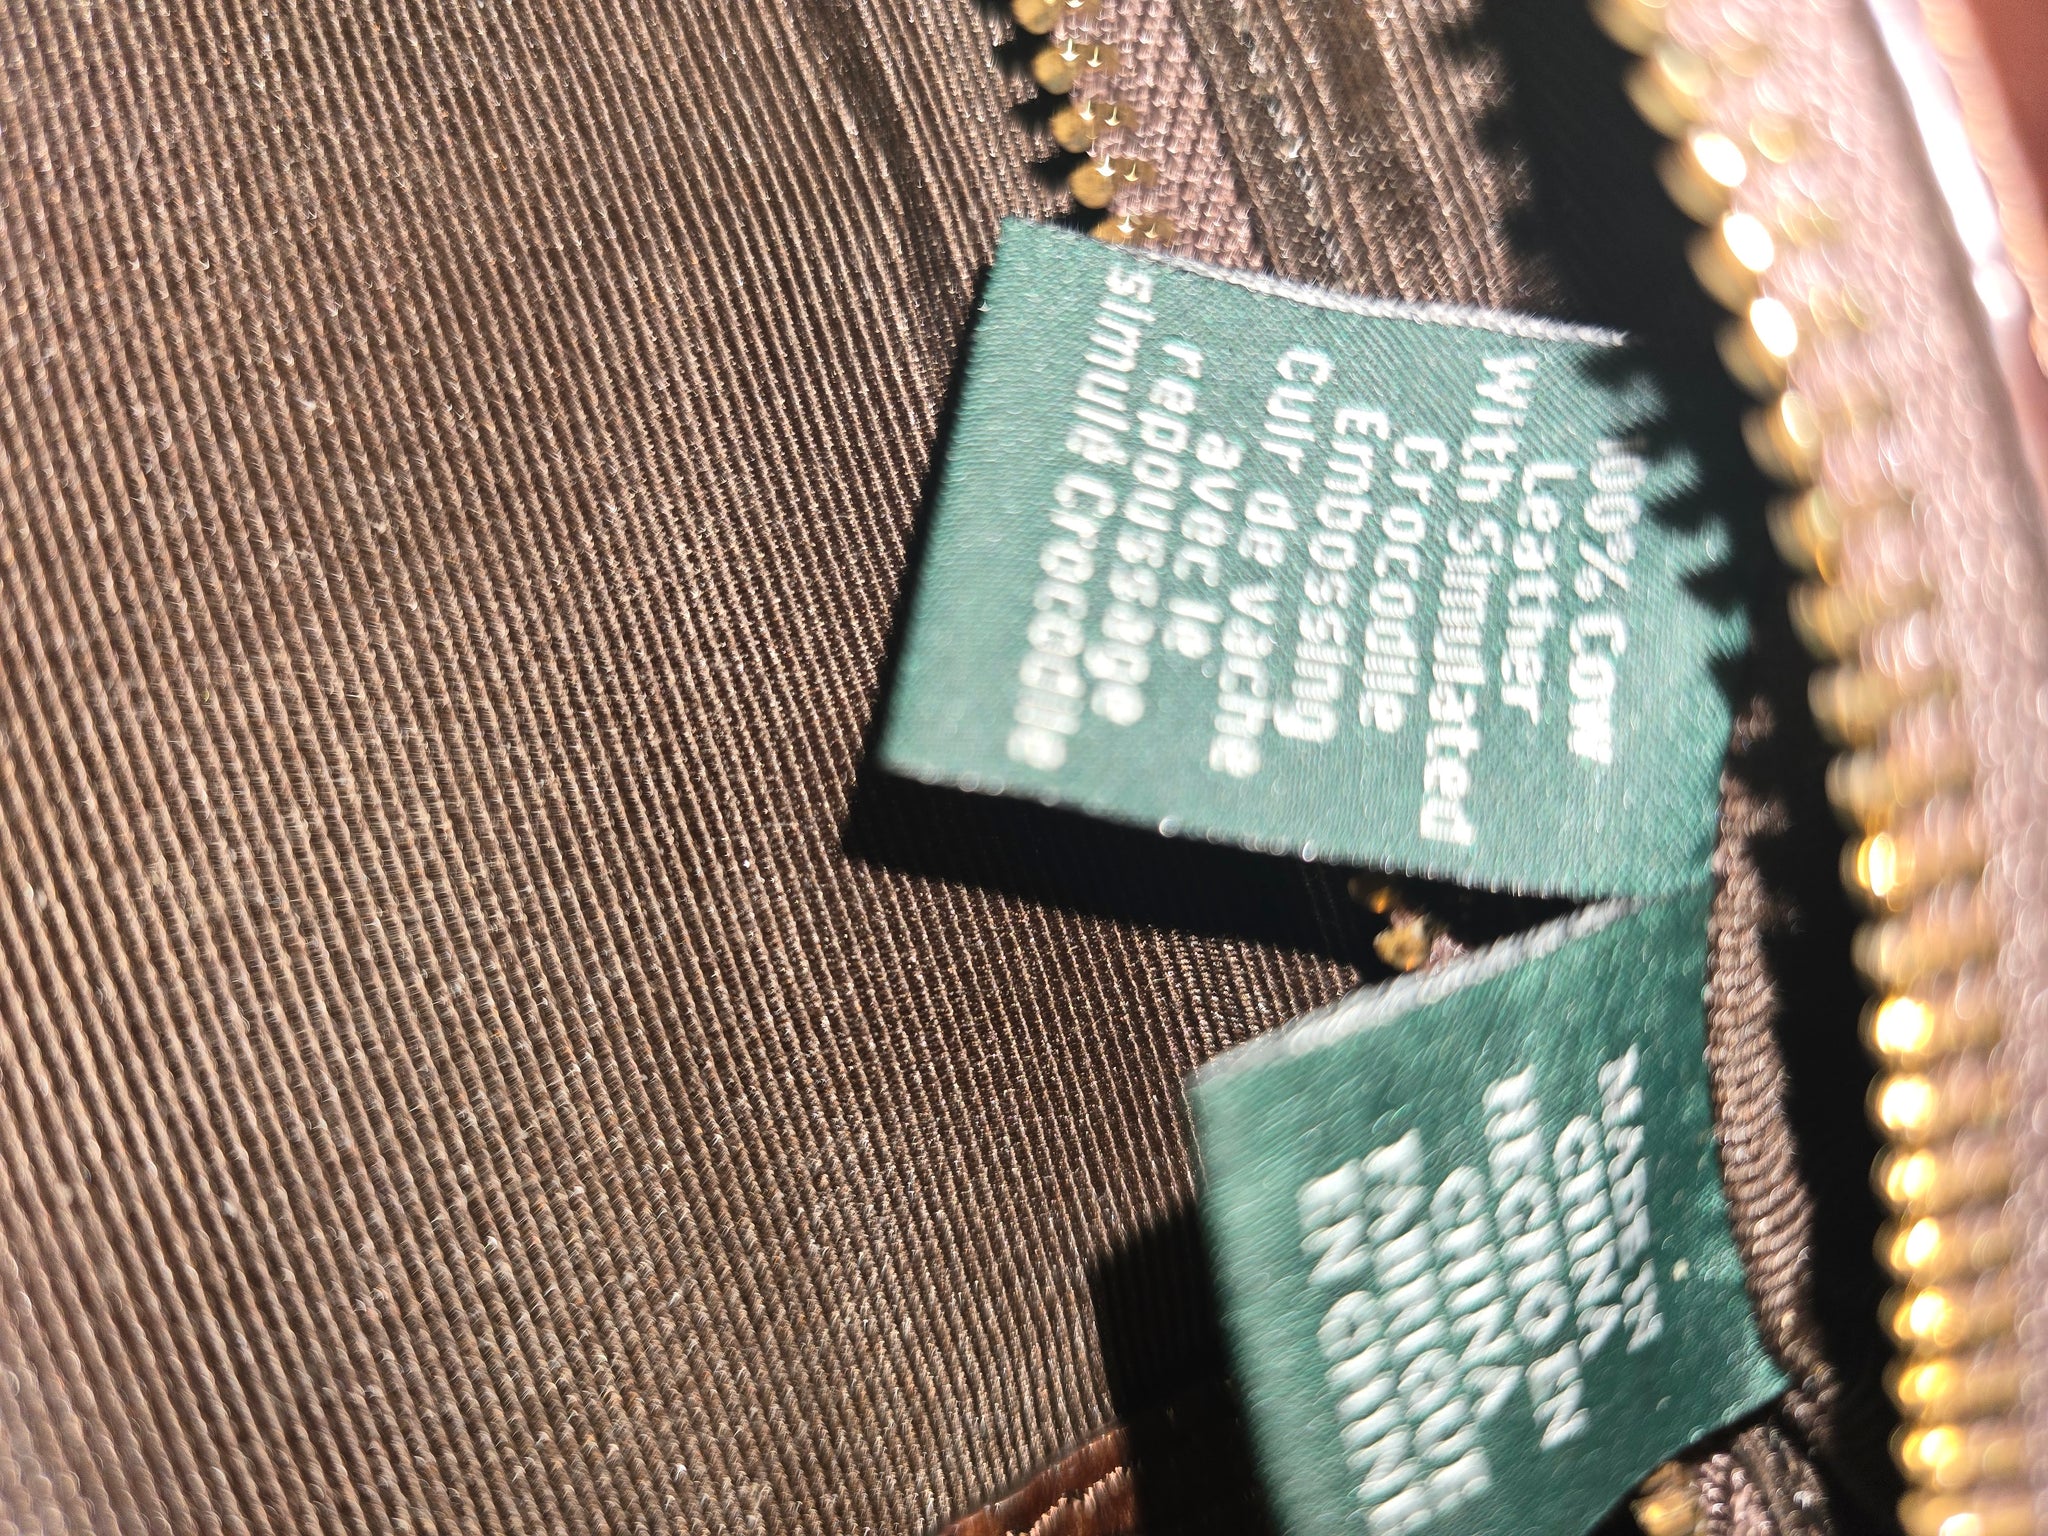 00% Cow
Leather
With Simulated
Crocodile
Embossing
Cuir de vache
avec le
repoussage
simulé Crocodile
MADE IN
CHINA
HECHO EN
CHINA
FABRIQUÉ
EN CHINE